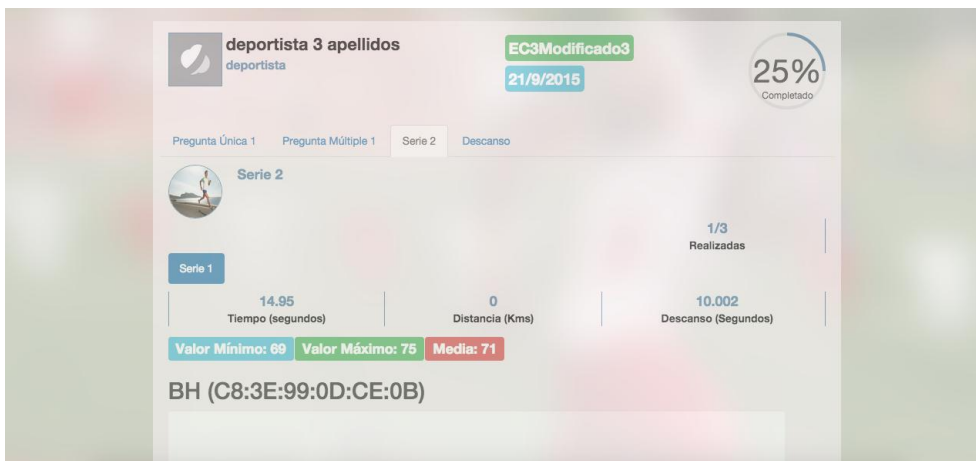 deportista 3 apellidos
deportista
EC3Modificado3
21/9/2015
25%
Completado
Pregunta Única 1 Pregunta Múltiple 1 Serie 2 Descanso
Serie 2
1/3
Realizadas
Serie 1
14.95 0 10.002
Tiempo (segundos) Distancia (Kms) Descanso (Segundos)
Valor Mínimo: 69 Valor Máximo: 75 Media: 71
BH (C8:3E:99:0D:CE:0B)